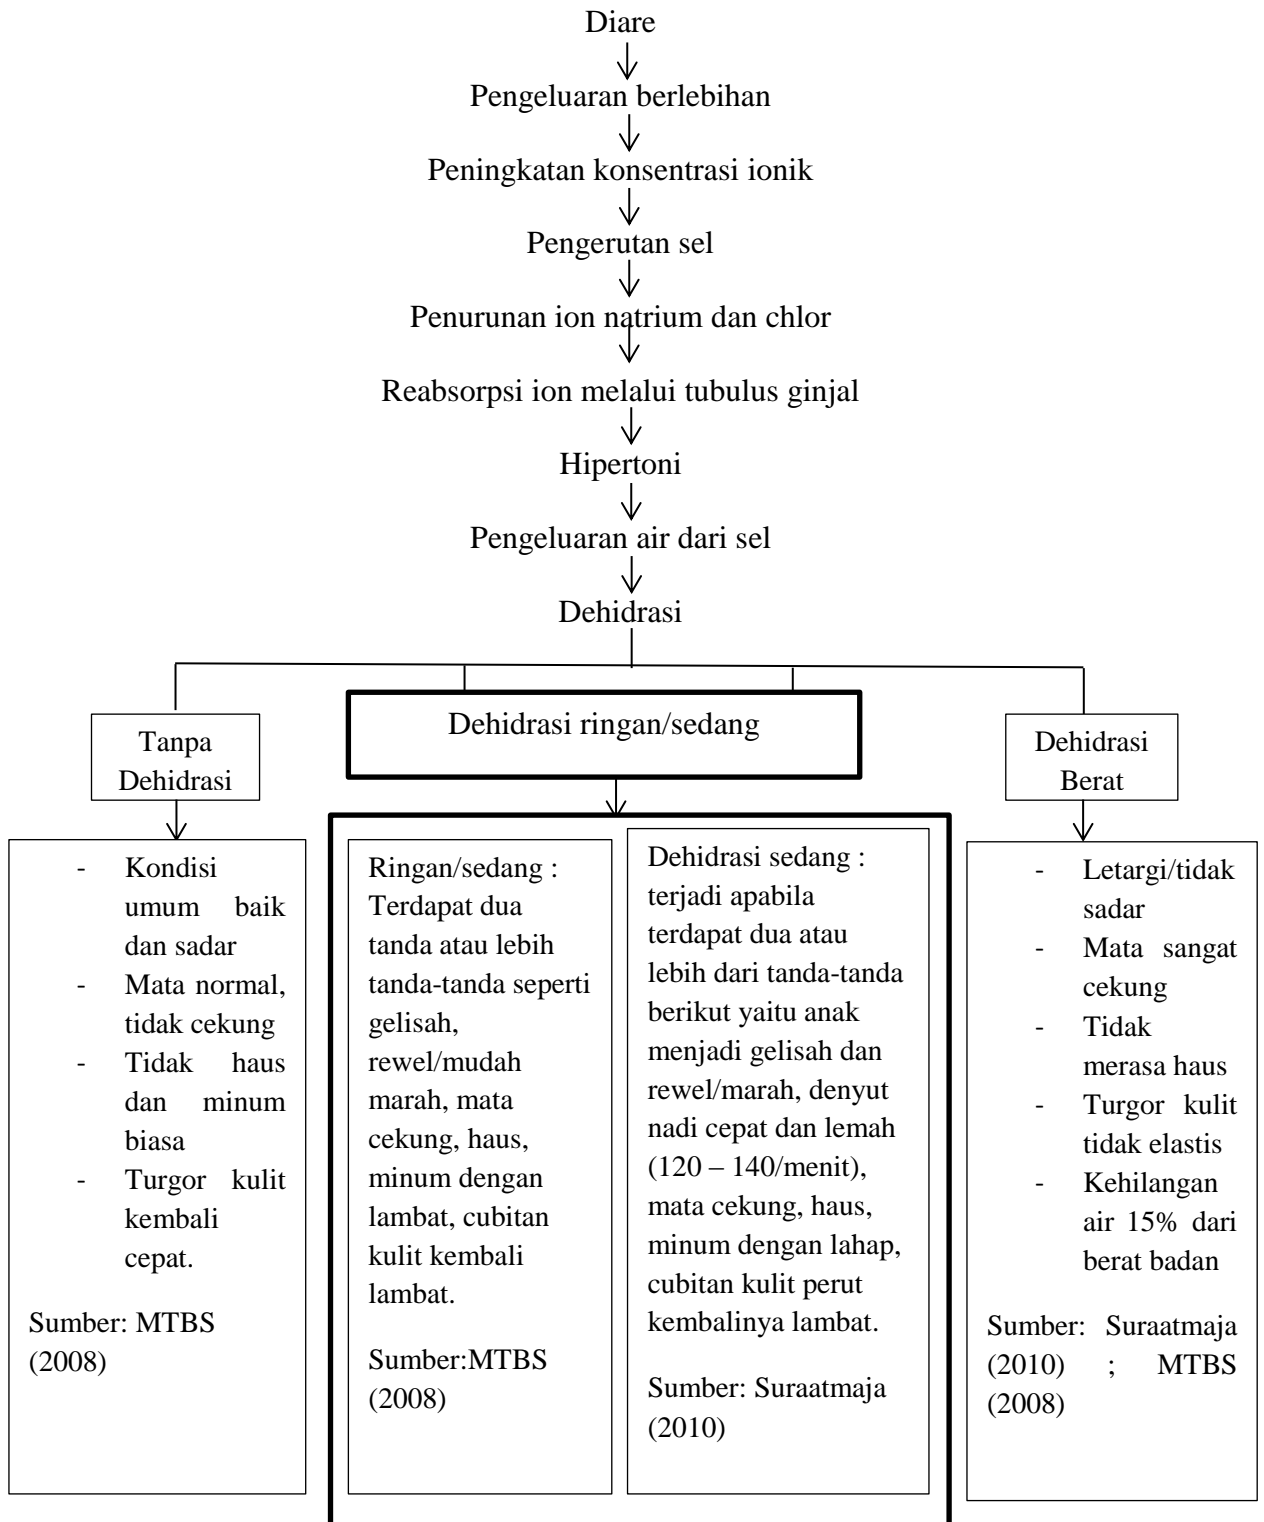 Diare
Pengeluaran berlebihan
Peningkatan konsentrasi ionik
Pengerutan sel
Penurunan ion natrium dan chlor
Reabsorpsi ion melalui tubulus ginjal
Hipertoni
Pengeluaran air dari sel
Dehidrasi
Tanpa
Dehidrasi
Dehidrasi ringan/sedang
Dehidrasi
Berat
- Kondisi
umum baik
dan sadar
- Mata normal,
tidak cekung
- Tidak haus
dan minum
biasa
- Turgor kulit
kembali
cepat.
Sumber: MTBS
(2008)
Ringan/sedang :
Terdapat dua
tanda atau lebih
tanda-tanda seperti
gelisah,
rewel/mudah
marah, mata
cekung, haus,
minum dengan
lambat, cubitan
kulit kembali
lambat.
Sumber:MTBS
(2008)
Dehidrasi sedang :
terjadi apabila
terdapat dua atau
lebih dari tanda-tanda
berikut yaitu anak
menjadi gelisah dan
rewel/marah, denyut
nadi cepat dan lemah
(120 – 140/menit),
mata cekung, haus,
minum dengan lahap,
cubitan kulit perut
kembalinya lambat.
Sumber: Suraatmaja
(2010)
- Letargi/tidak
sadar
- Mata sangat
cekung
- Tidak
merasa haus
- Turgor kulit
tidak elastis
- Kehilangan
air 15% dari
berat badan
Sumber: Suraatmaja
(2010) ; MTBS
(2008)